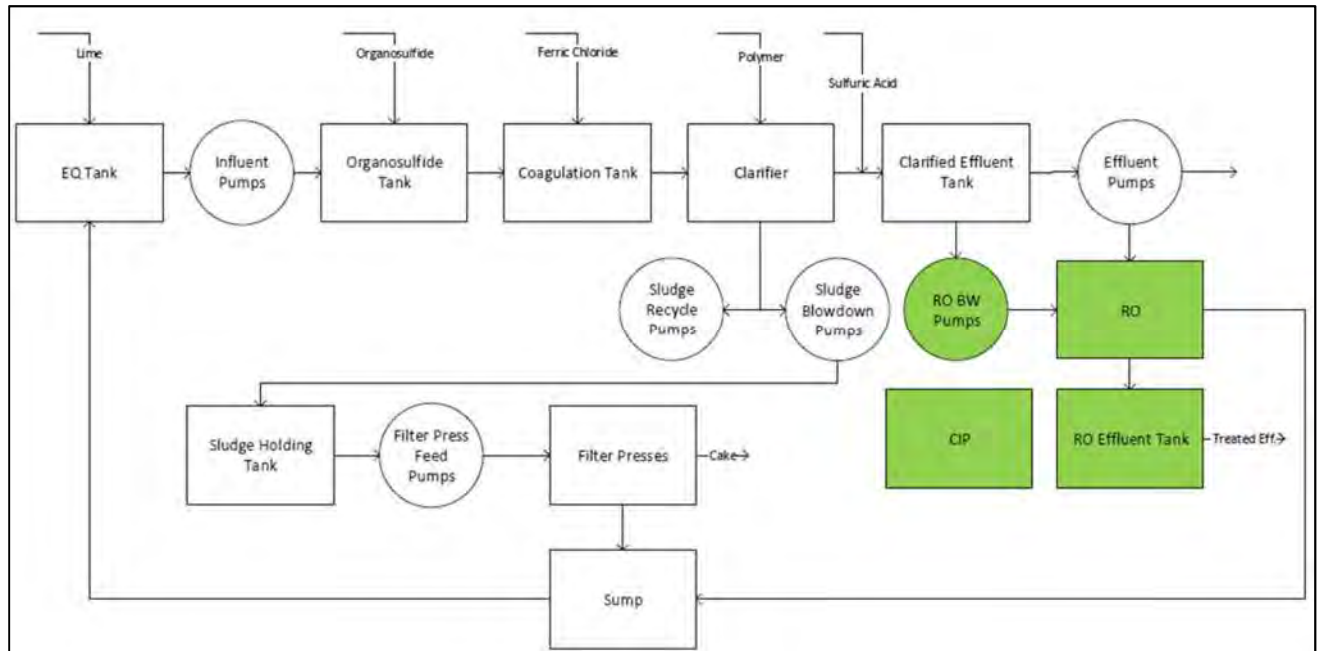 Lime
Organosulfide
Ferric Chloride
Polymer
Sulfuric Acid
EQ Tank
Influent
Pumps
Organosulfide
Tank
Coagulation Tank
Clarifier
Clarified Effluent
Tank
Effluent
Pumps
Sludge
Recycle
Pumps
Sludge
Blowdown
Pumps
RO BW
Pumps
RO
Sludge Holding
Tank
Filter Press
Feed
Pumps
Filter Presses
Cake
CIP
RO Effluent Tank
Treated Eff.
Sump